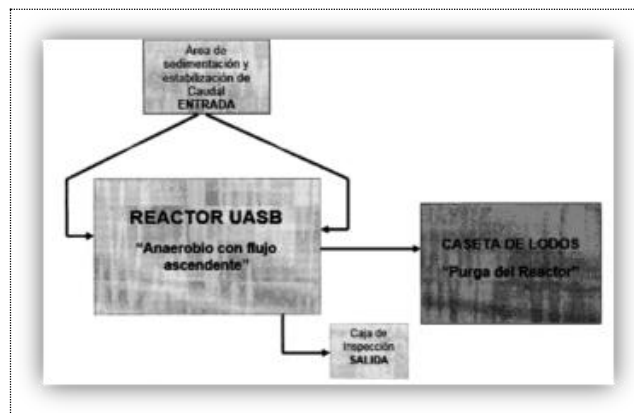 Área de
sedimentación y
estabilización de
Caudal
ENTRADA
REACTOR UASB
"Anaerobio con flujo
ascendente"
CASETA DE LODOS
"Purga del Reactor"
Caja de
Inspección
SALIDA